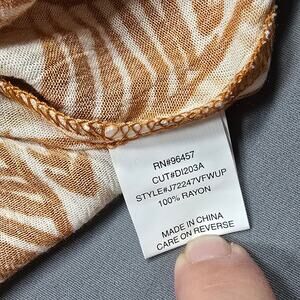 RN#96457
CUT#DI203A
STYLE#J72247VFWUP
100% RAYON
MADE IN CHINA
CARE ON REVERSE